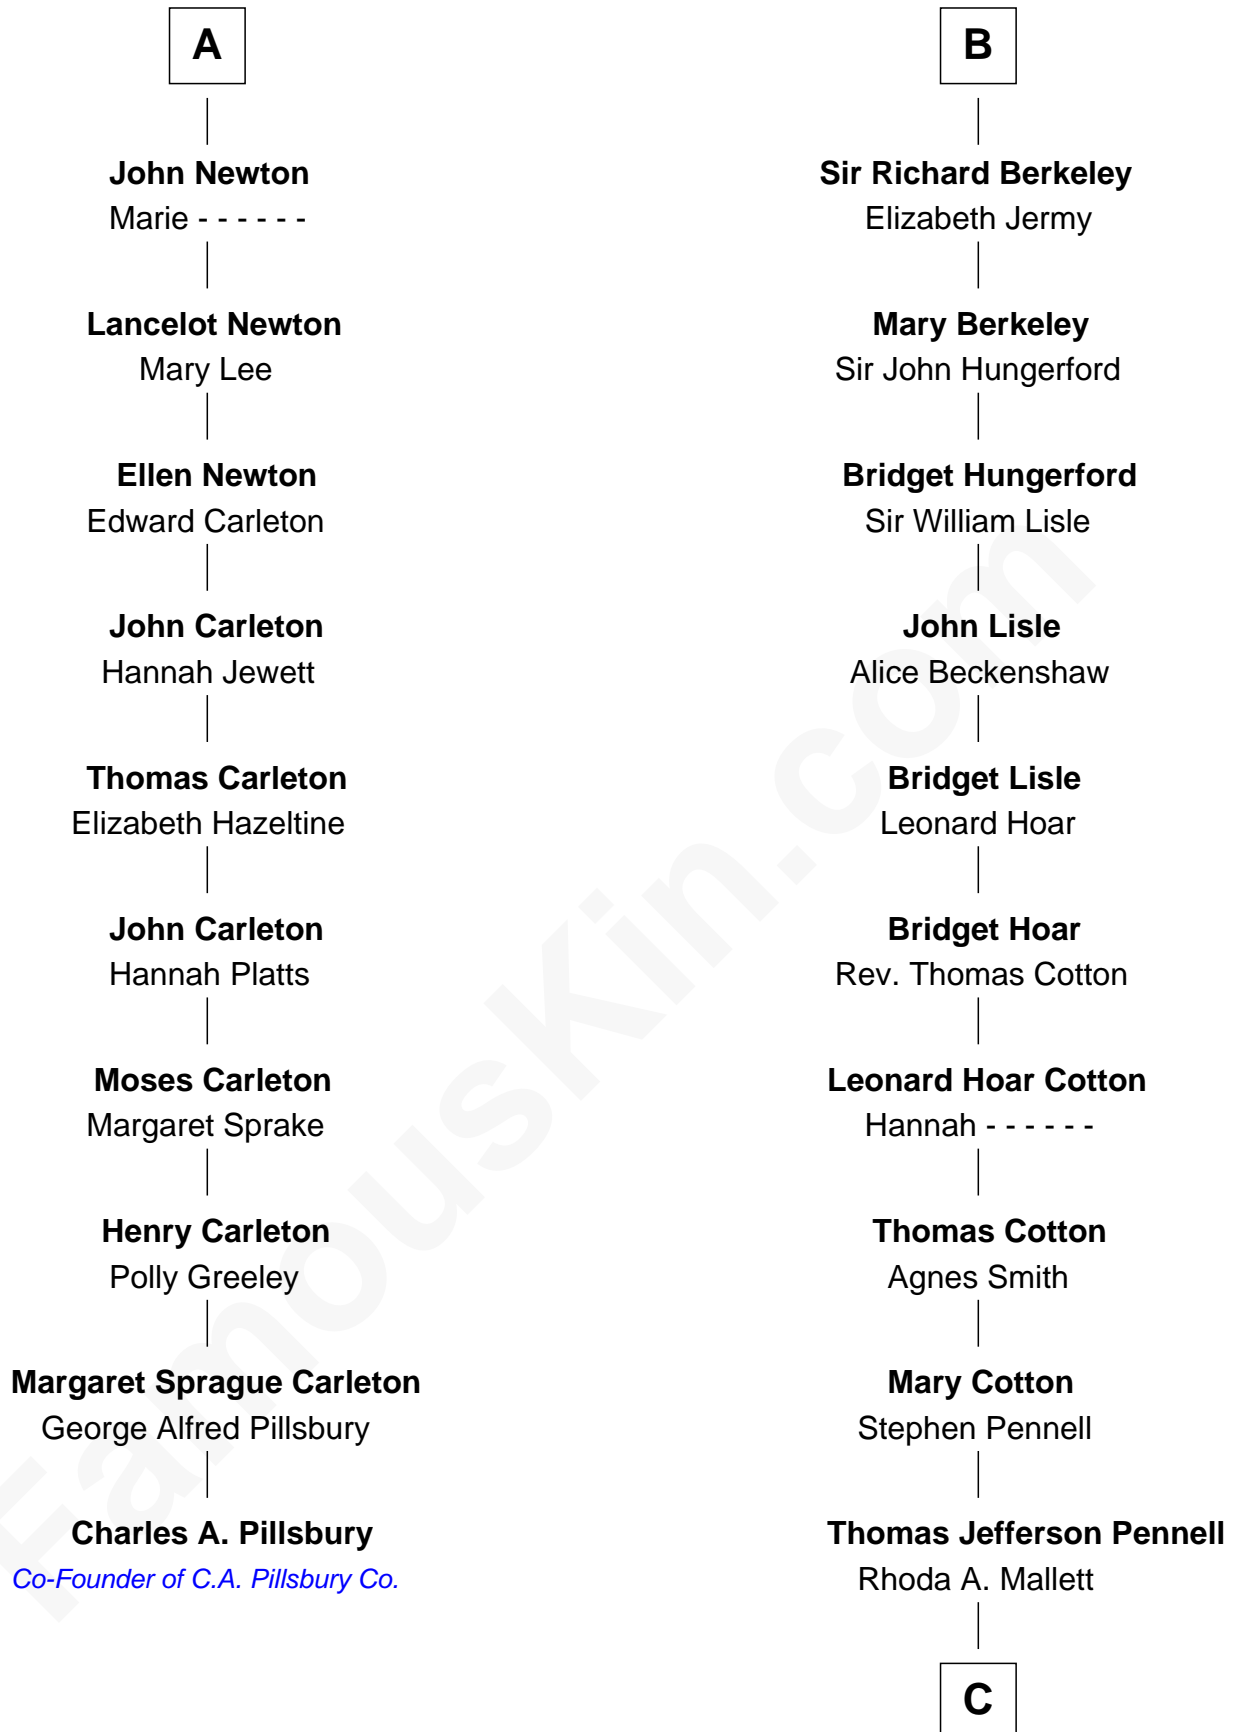 A
John Newton
Marie - - - - - -
Lancelot Newton
Mary Lee
Ellen Newton
Edward Carleton
John Carleton
Hannah Jewett
Thomas Carleton
Elizabeth Hazeltine
John Carleton
Hannah Platts
Moses Carleton
Margaret Sprake
Henry Carleton
Polly Greeley
Margaret Sprague Carleton
George Alfred Pillsbury
Charles A. Pillsbury
Co-Founder of C.A. Pillsbury Co.
B
Sir Richard Berkeley
Elizabeth Jermy
Mary Berkeley
Sir John Hungerford
Bridget Hungerford
Sir William Lisle
John Lisle
Alice Beckenshaw
Bridget Lisle
Leonard Hoar
Bridget Hoar
Rev. Thomas Cotton
Leonard Hoar Cotton
Hannah - - - - - -
Thomas Cotton
Agnes Smith
Mary Cotton
Stephen Pennell
Thomas Jefferson Pennell
Rhoda A. Mallett
C
FamousKin.com